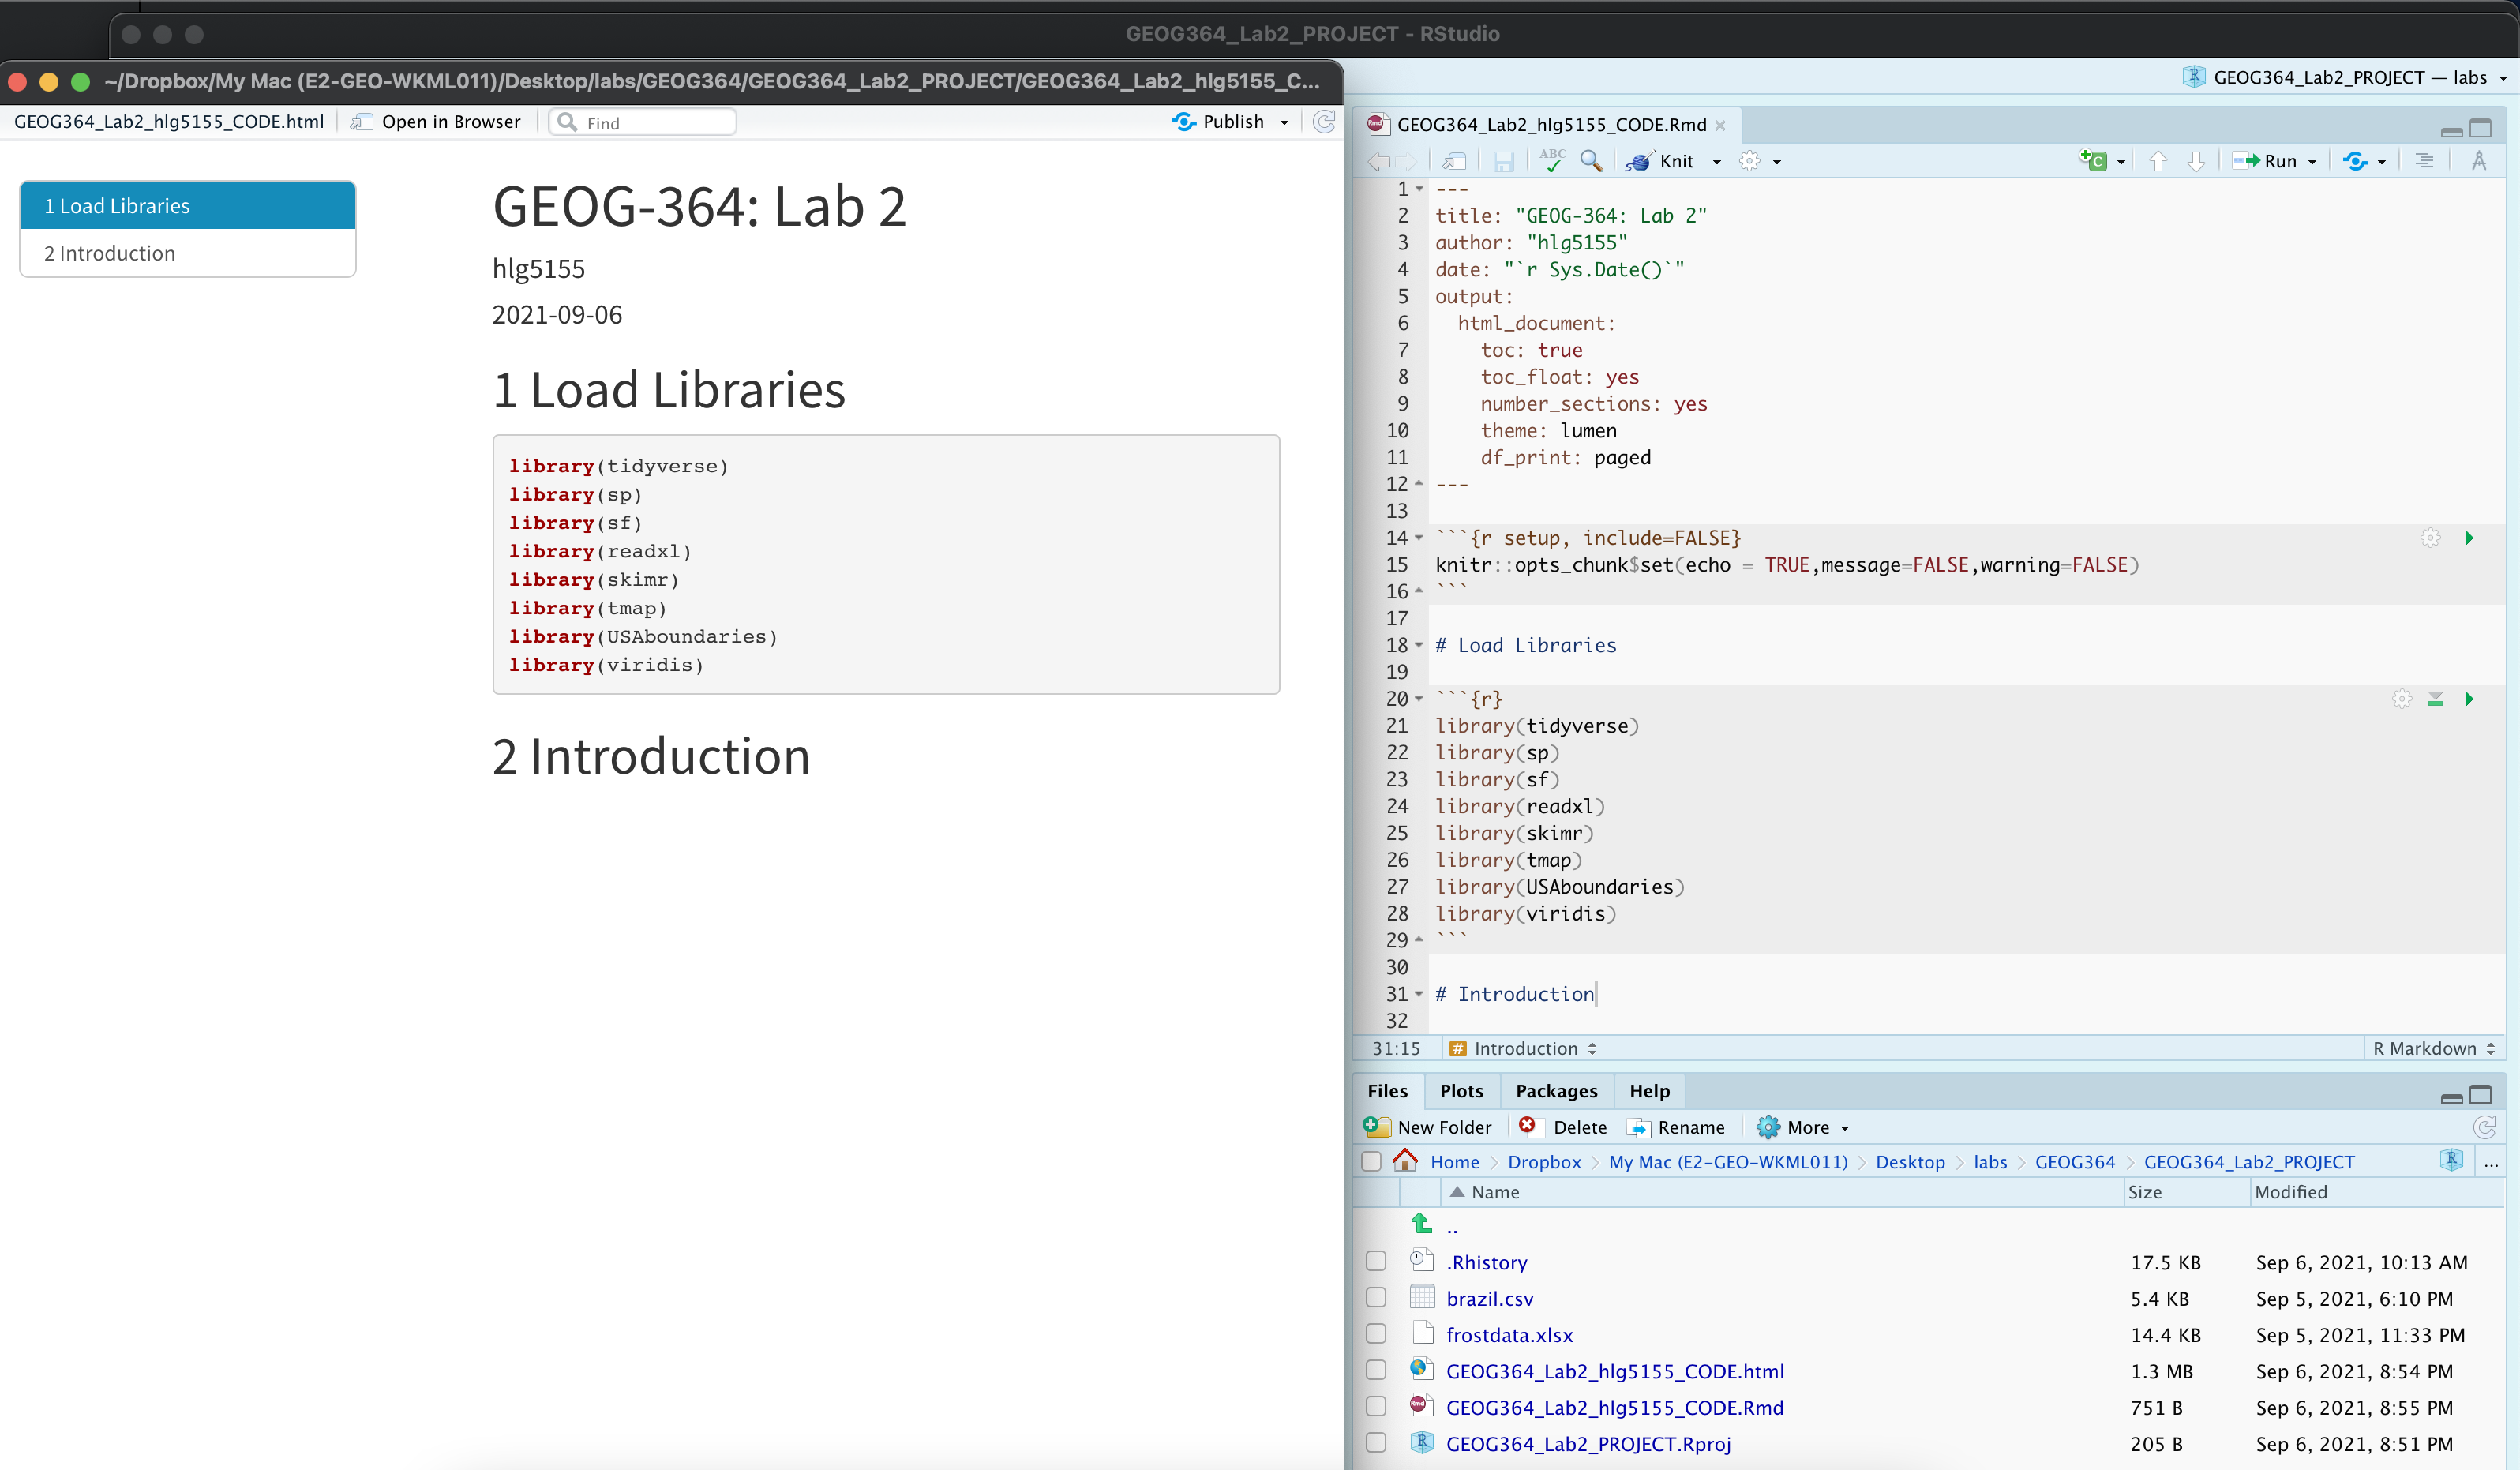 GEOG364_Lab2_PROJECT - RStudio
~/Dropbox/My Mac (E2-GEO-WKML011)/Desktop/labs/GEOG364/GEOG364_Lab2_PROJECT/GEOG364_Lab2_hlg5155_C...
GEOG364_Lab2_hlg5155_CODE.html Open in Browser Find Publish
1 Load Libraries
2 Introduction
GEOG-364: Lab 2
hlg5155
2021-09-06
1 Load Libraries
library(tidyverse)
library(sp)
library(sf)
library(readxl)
library(skimr)
library(tmap)
library(USAboundaries)
library(viridis)
2 Introduction
GEOG364_Lab2_PROJECT — labs
GEOG364_Lab2_hlg5155_CODE.Rmd
ABC Knit Run
1 ---
2 title: "GEOG-364: Lab 2"
3 author: "hlg5155"
4 date: "`r Sys.Date()`"
5 output:
6 html_document:
7 toc: true
8 toc_float: yes
9 number_sections: yes
10 theme: lumen
11 df_print: paged
12 ---
13
14 ```{r setup, include=FALSE}
15 knitr::opts_chunk$set(echo = TRUE,message=FALSE,warning=FALSE)
16 ```
17
18 # Load Libraries
19
20 ```{r}
21 library(tidyverse)
22 library(sp)
23 library(sf)
24 library(readxl)
25 library(skimr)
26 library(tmap)
27 library(USAboundaries)
28 library(viridis)
29 ```
30
31 # Introduction
32
31:15 # Introduction R Markdown
Files Plots Packages Help
New Folder Delete Rename More
Home Dropbox My Mac (E2-GEO-WKML011) Desktop labs GEOG364 GEOG364_Lab2_PROJECT ...
Name Size Modified
..
.Rhistory 17.5 KB Sep 6, 2021, 10:13 AM
brazil.csv 5.4 KB Sep 5, 2021, 6:10 PM
frostdata.xlsx 14.4 KB Sep 5, 2021, 11:33 PM
GEOG364_Lab2_hlg5155_CODE.html 1.3 MB Sep 6, 2021, 8:54 PM
GEOG364_Lab2_hlg5155_CODE.Rmd 751 B Sep 6, 2021, 8:55 PM
GEOG364_Lab2_PROJECT.Rproj 205 B Sep 6, 2021, 8:51 PM